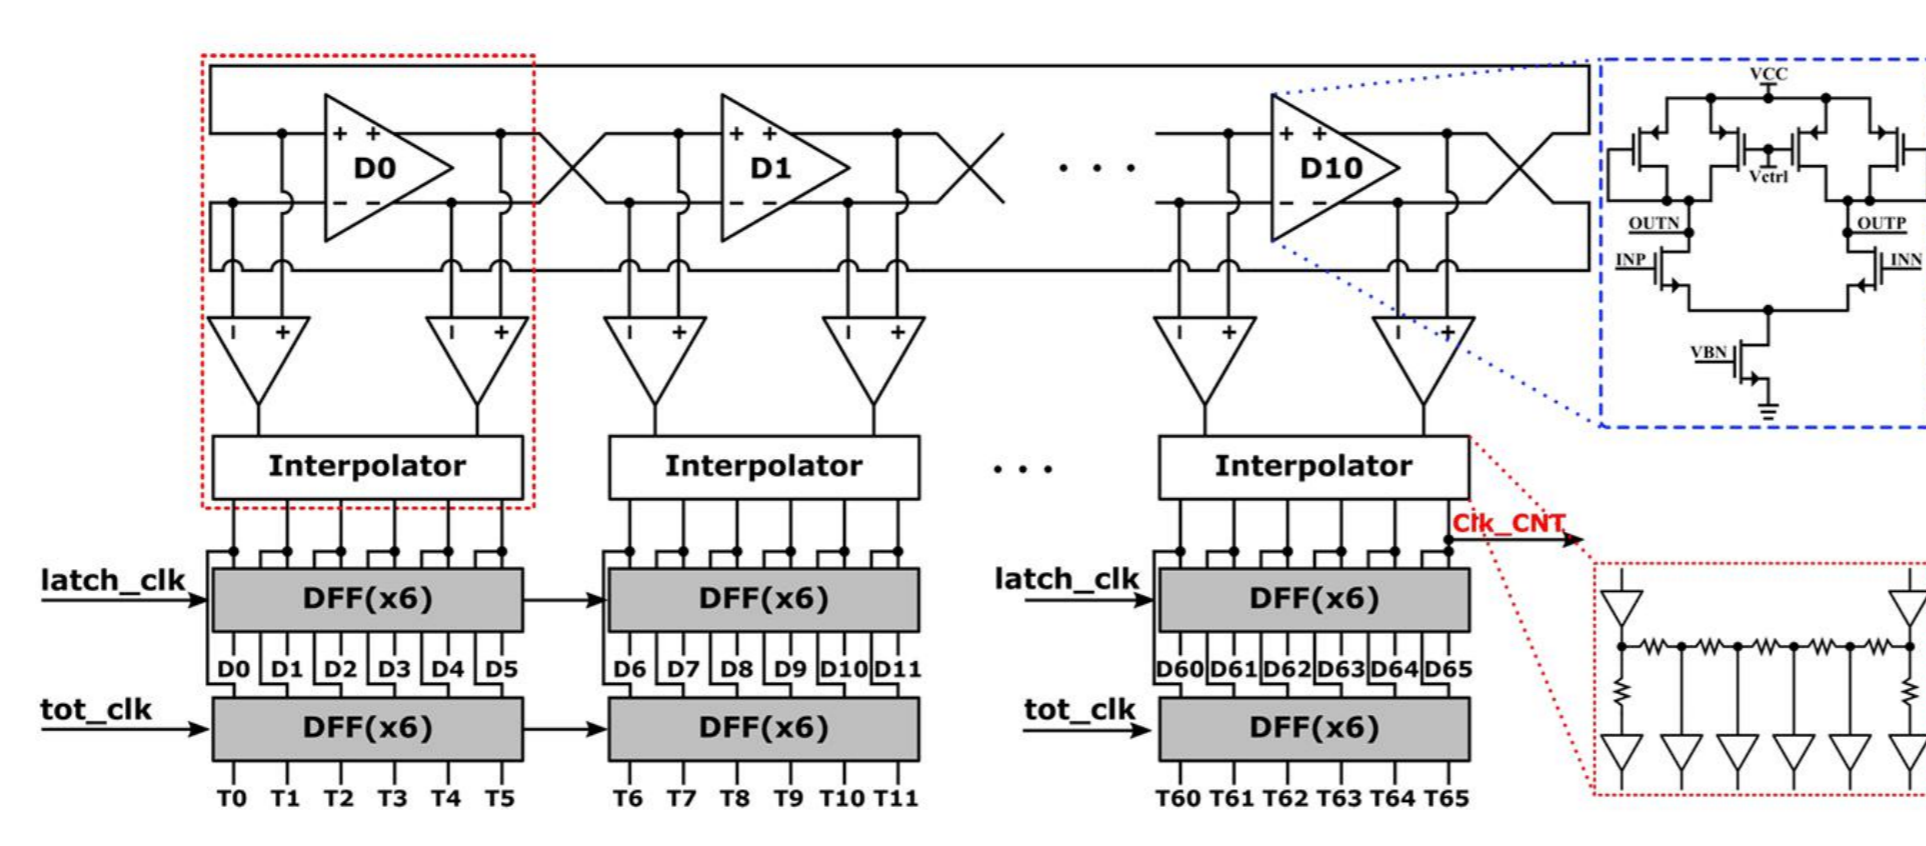 VCC
+ + + + + +
D0 D1 D10
Vctrl
- - - - - -
OUTN OUTP
INP INN
- + - + - + - + - + - +
VBN
Interpolator Interpolator Interpolator
Clk_CNT
latch_clk DFF(x6) DFF(x6) latch_clk DFF(x6)
D0 D1 D2 D3 D4 D5 D6 D7 D8 D9 D10 D11 D60 D61 D62 D63 D64 D65
tot_clk DFF(x6) DFF(x6) tot_clk DFF(x6)
T0 T1 T2 T3 T4 T5 T6 T7 T8 T9 T10 T11 T60 T61 T62 T63 T64 T65